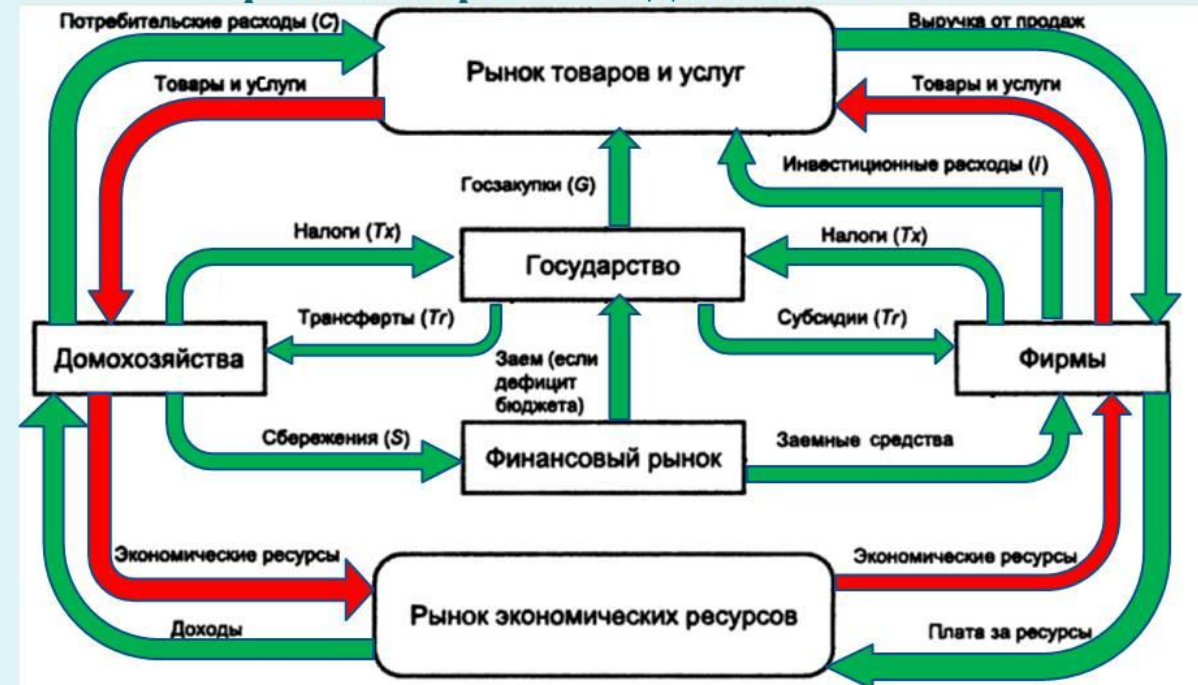 Потребительские расходы (C)
Выручка от продаж
Рынок товаров и услуг
Товары и услуги
Товары и услуги
Инвестиционные расходы (I)
Госзакупки (G)
Налоги (Tx)
Налоги (Tx)
Государство
Трансферты (Tr)
Субсидии (Tr)
Домохозяйства
Фирмы
Заем (если
дефицит
бюджета)
Сбережения (S)
Заемные средства
Финансовый рынок
Экономические ресурсы
Экономические ресурсы
Рынок экономических ресурсов
Доходы
Плата за ресурсы